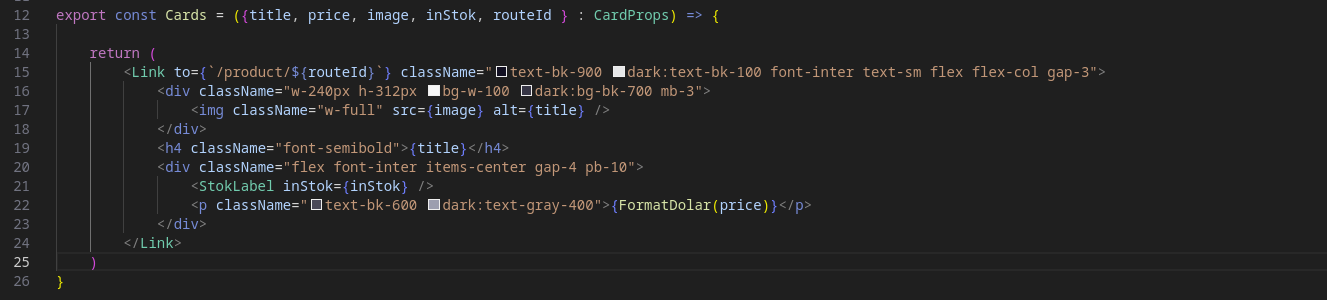 12 export const Cards = ({title, price, image, inStok, routeId } : CardProps) => {
13
14     return (
15         <Link to={`/product/${routeId}`} className="text-bk-900 dark:text-bk-100 font-inter text-sm flex flex-col gap-3">
16             <div className="w-240px h-312px bg-w-100 dark:bg-bk-700 mb-3">
17                 <img className="w-full" src={image} alt={title} />
18             </div>
19             <h4 className="font-semibold">{title}</h4>
20             <div className="flex font-inter items-center gap-4 pb-10">
21                 <StokLabel inStok={inStok} />
22                 <p className="text-bk-600 dark:text-gray-400">{FormatDolar(price)}</p>
23             </div>
24         </Link>
25     )
26 }